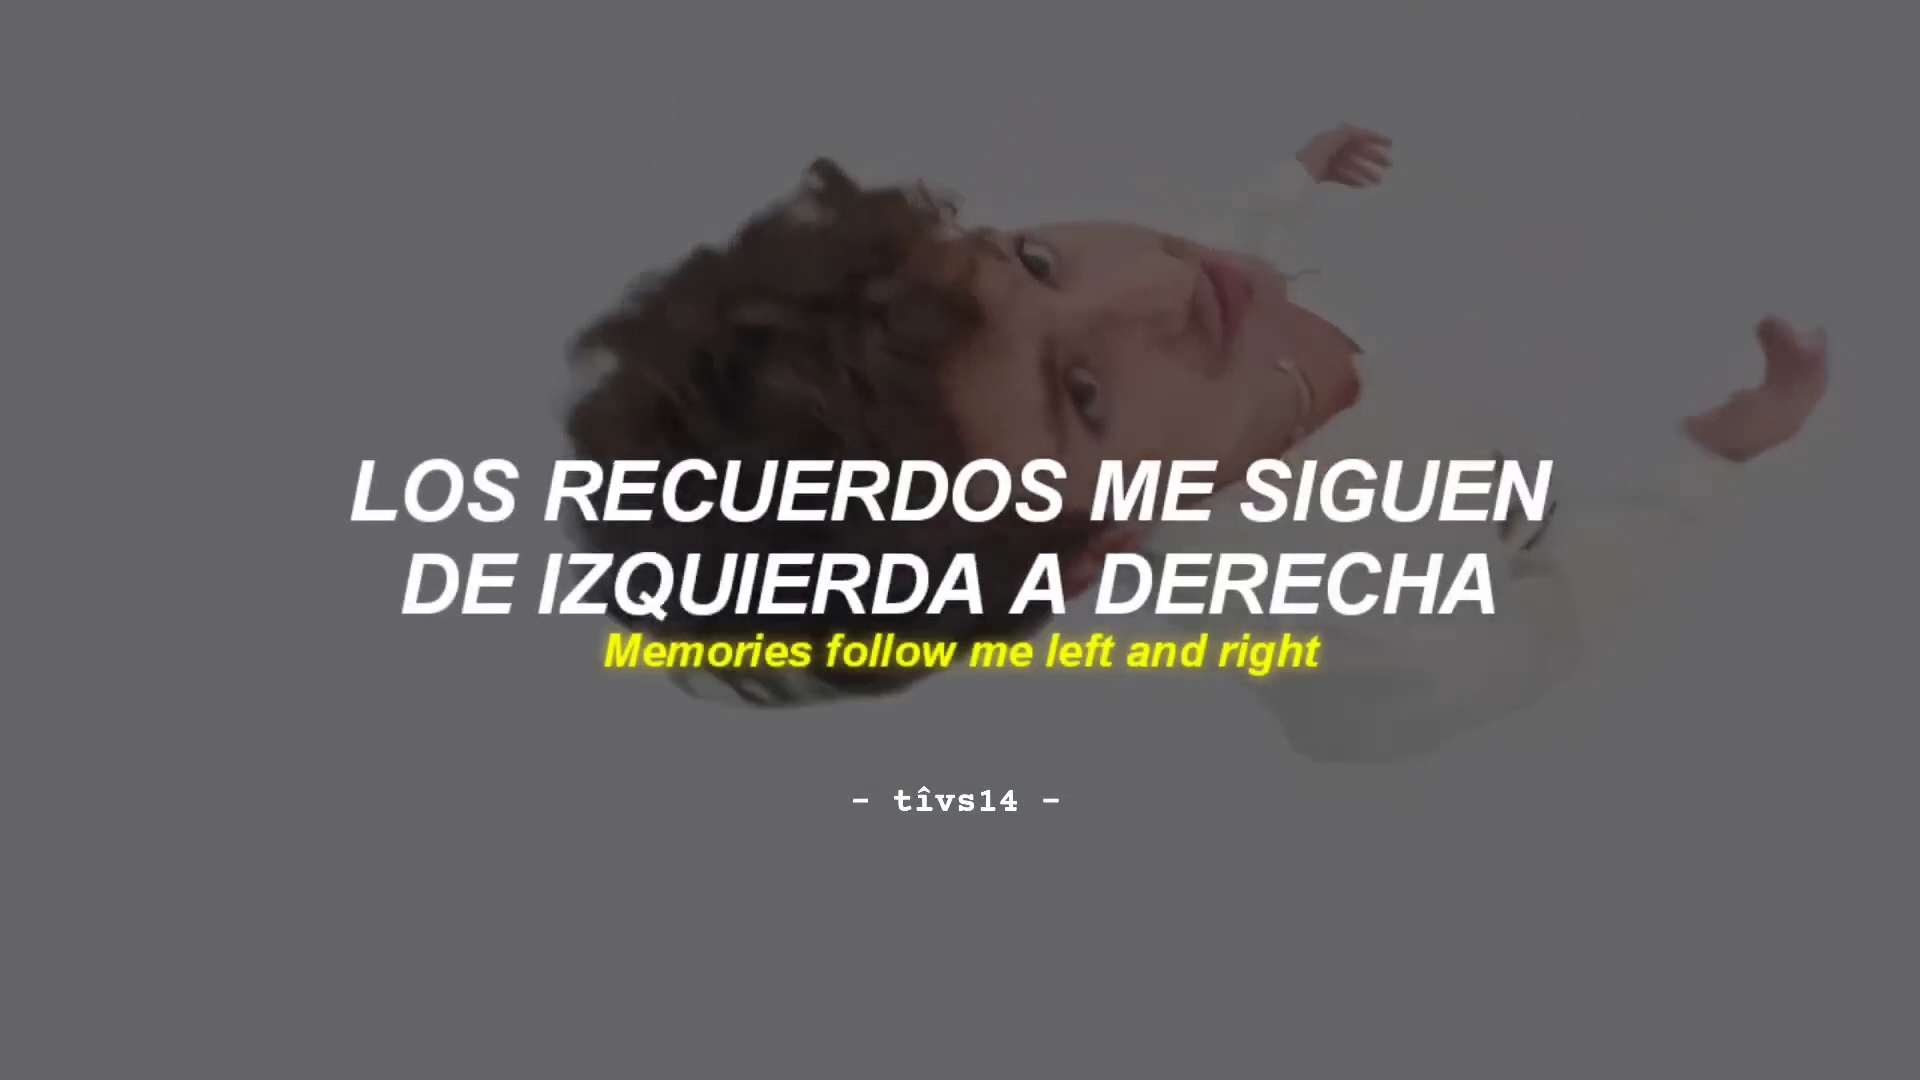 LOS RECUERDOS ME SIGUEN
DE IZQUIERDA A DERECHA
Memories follow me left and right
- tîvs14 -